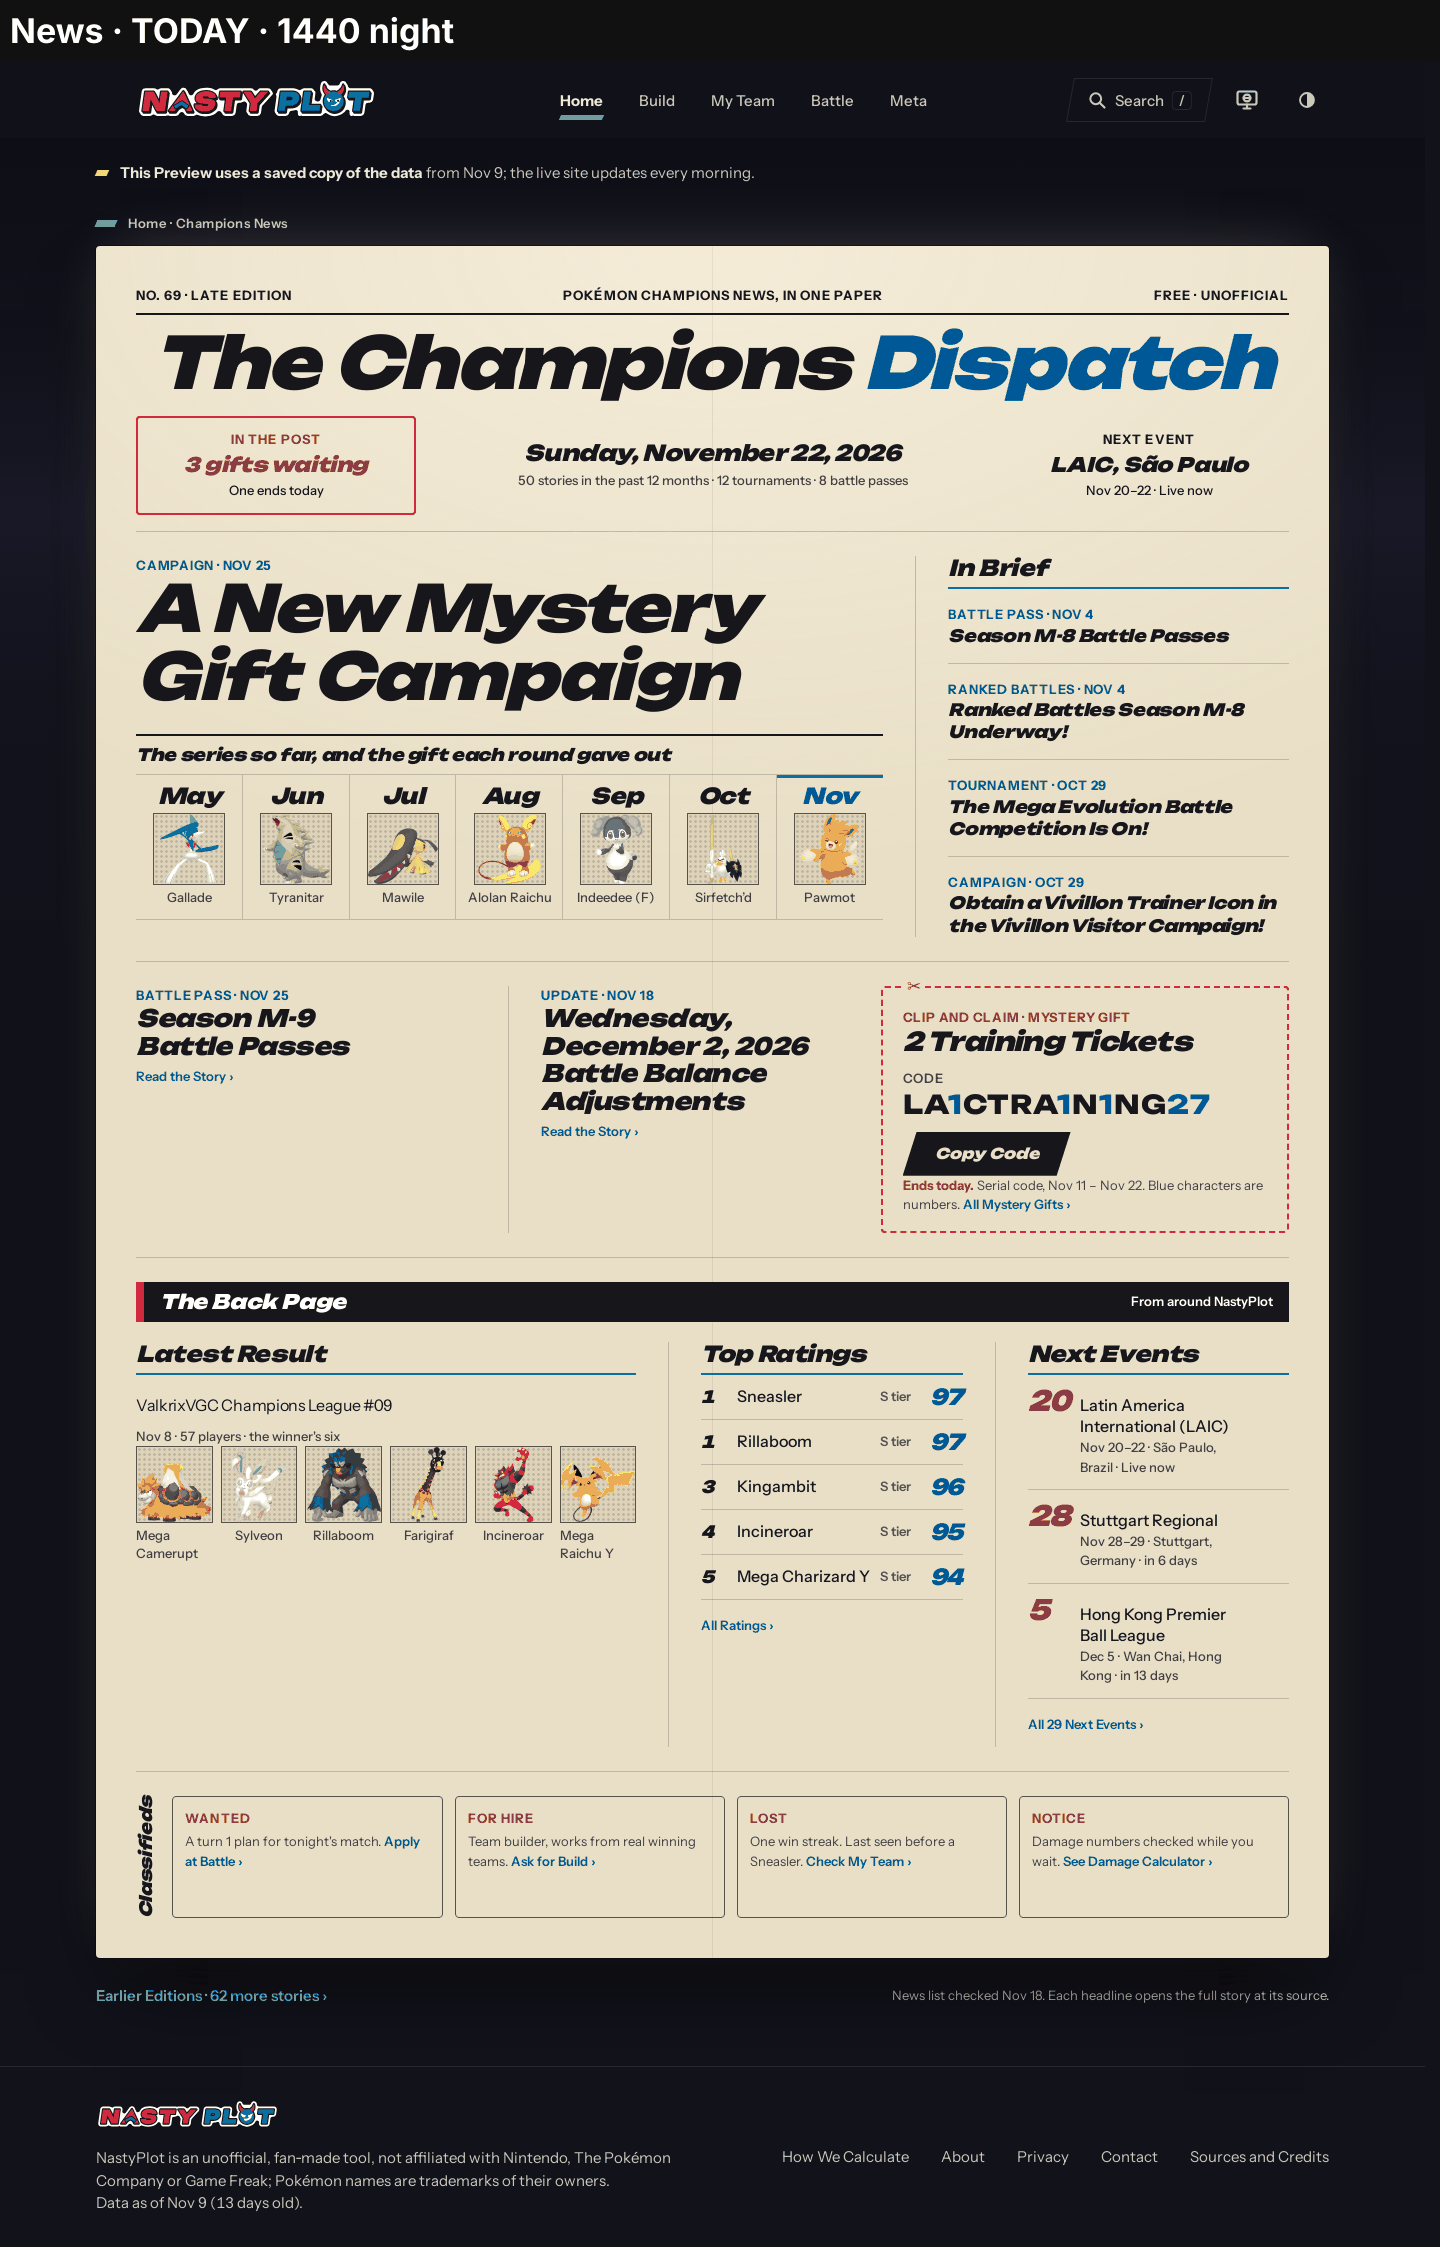 News · TODAY · 1440 night
NASTY PLOT
Home
Build
My Team
Battle
Meta
Search /
This Preview uses a saved copy of the data from Nov 9; the live site updates every morning.
Home · Champions News
NO. 69 · LATE EDITION
POKÉMON CHAMPIONS NEWS, IN ONE PAPER
FREE · UNOFFICIAL
The Champions Dispatch
IN THE POST
3 gifts waiting
One ends today
Sunday, November 22, 2026
50 stories in the past 12 months · 12 tournaments · 8 battle passes
NEXT EVENT
LAIC, São Paulo
Nov 20–22 · Live now
CAMPAIGN · NOV 25
A New Mystery
Gift Campaign
The series so far, and the gift each round gave out
May
Jun
Jul
Aug
Sep
Oct
Nov
Gallade
Tyranitar
Mawile
Alolan Raichu
Indeedee (F)
Sirfetch'd
Pawmot
In Brief
BATTLE PASS · NOV 4
Season M-8 Battle Passes
RANKED BATTLES · NOV 4
Ranked Battles Season M-8
Underway!
TOURNAMENT · OCT 29
The Mega Evolution Battle
Competition Is On!
CAMPAIGN · OCT 29
Obtain a Vivillon Trainer Icon in
the Vivillon Visitor Campaign!
BATTLE PASS · NOV 25
Season M-9
Battle Passes
Read the Story ›
UPDATE · NOV 18
Wednesday,
December 2, 2026
Battle Balance
Adjustments
Read the Story ›
CLIP AND CLAIM · MYSTERY GIFT
2 Training Tickets
CODE
LA1CTRA1N1NG27
Copy Code
Ends today. Serial code, Nov 11 – Nov 22. Blue characters are
numbers. All Mystery Gifts ›
The Back Page
From around NastyPlot
Latest Result
ValkrixVGC Champions League #09
Nov 8 · 57 players · the winner's six
Mega
Camerupt
Sylveon
Rillaboom
Farigiraf
Incineroar
Mega
Raichu Y
Top Ratings
1 Sneasler S tier 97
1 Rillaboom S tier 97
3 Kingambit S tier 96
4 Incineroar S tier 95
5 Mega Charizard Y S tier 94
All Ratings ›
Next Events
20 Latin America
International (LAIC)
Nov 20–22 · São Paulo,
Brazil · Live now
28 Stuttgart Regional
Nov 28–29 · Stuttgart,
Germany · in 6 days
5 Hong Kong Premier
Ball League
Dec 5 · Wan Chai, Hong
Kong · in 13 days
All 29 Next Events ›
Classifieds
WANTED
A turn 1 plan for tonight's match. Apply
at Battle ›
FOR HIRE
Team builder, works from real winning
teams. Ask for Build ›
LOST
One win streak. Last seen before a
Sneasler. Check My Team ›
NOTICE
Damage numbers checked while you
wait. See Damage Calculator ›
Earlier Editions · 62 more stories ›
News list checked Nov 18. Each headline opens the full story at its source.
NASTY PLOT
NastyPlot is an unofficial, fan-made tool, not affiliated with Nintendo, The Pokémon
Company or Game Freak; Pokémon names are trademarks of their owners.
Data as of Nov 9 (13 days old).
How We Calculate
About
Privacy
Contact
Sources and Credits